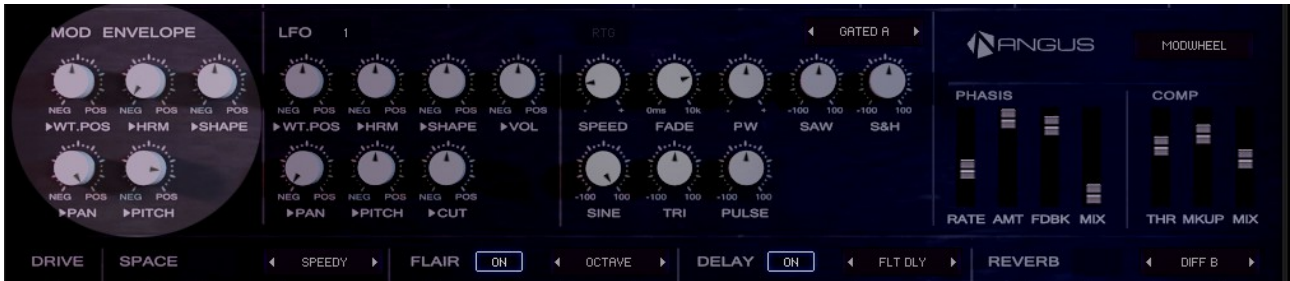 MOD ENVELOPE
NEG POS NEG POS NEG POS
▶WT.POS ▶HRM ▶SHAPE
NEG POS NEG POS
▶PAN ▶PITCH
LFO 1 RTG ◀ GATED A ▶
NEG POS NEG POS NEG POS NEG POS - + 0ms 10k - + -100 100 -100 100
▶WT.POS ▶HRM ▶SHAPE ▶VOL SPEED FADE PW SAW S&H
NEG POS NEG POS NEG POS -100 100 -100 100 -100 100
▶PAN ▶PITCH ▶CUT SINE TRI PULSE
ANGUS MODWHEEL
PHASIS COMP
RATE AMT FDBK MIX THR MKUP MIX
DRIVE SPACE ◀ SPEEDY ▶ FLAIR ON ◀ OCTAVE ▶ DELAY ON ◀ FLT DLY ▶ REVERB ◀ DIFF B ▶